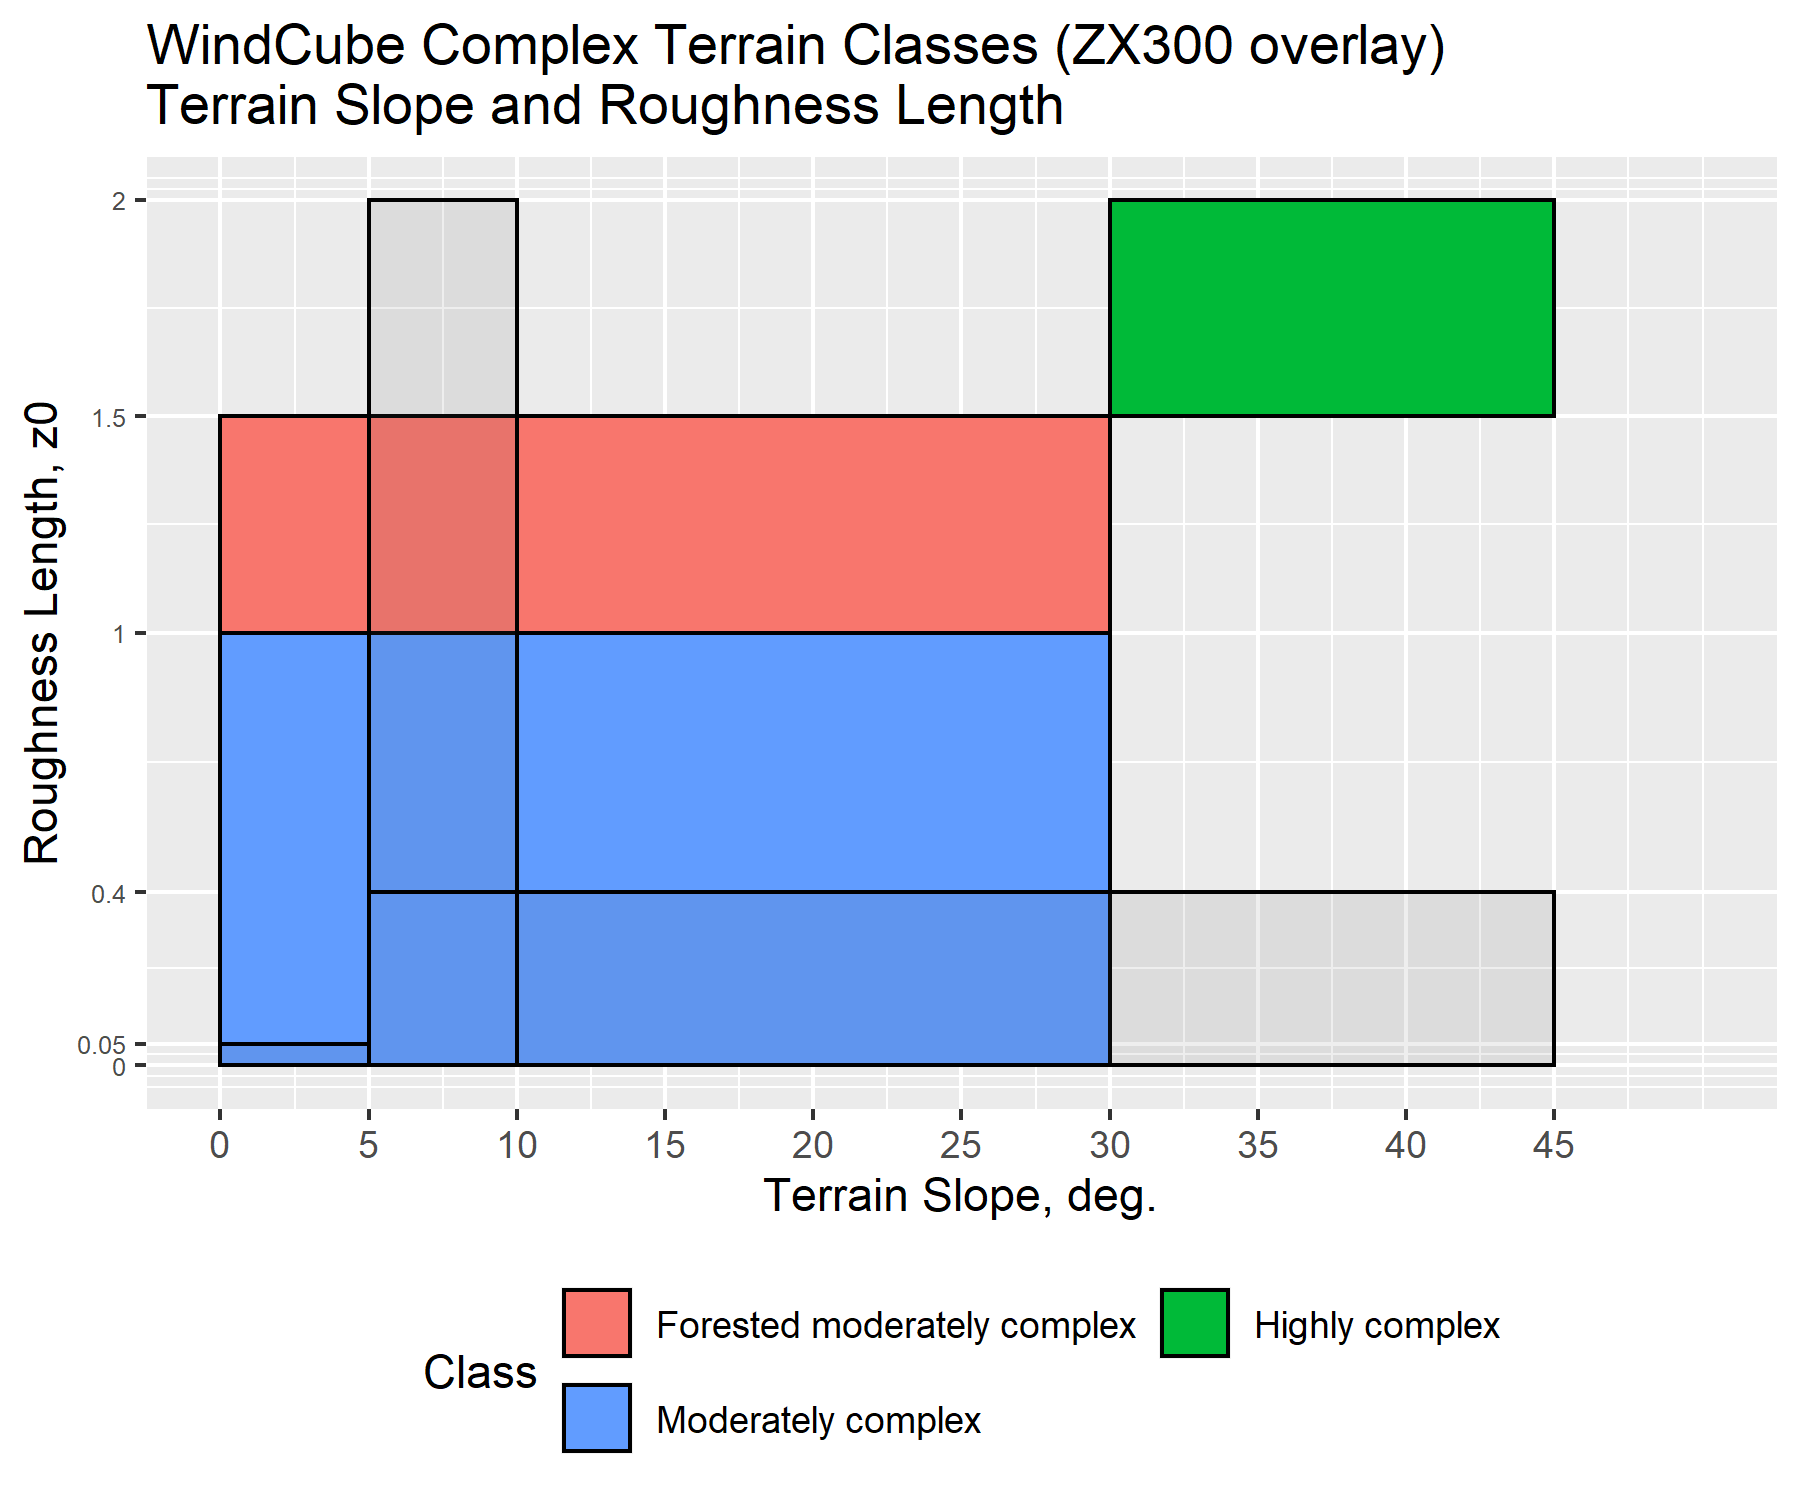 WindCube Complex Terrain Classes (ZX300 overlay)
Terrain Slope and Roughness Length
Roughness Length, z0
2
1.5
1
0.4
0.05
0
0 5 10 15 20 25 30 35 40 45
Terrain Slope, deg.
Class
Forested moderately complex
Highly complex
Moderately complex